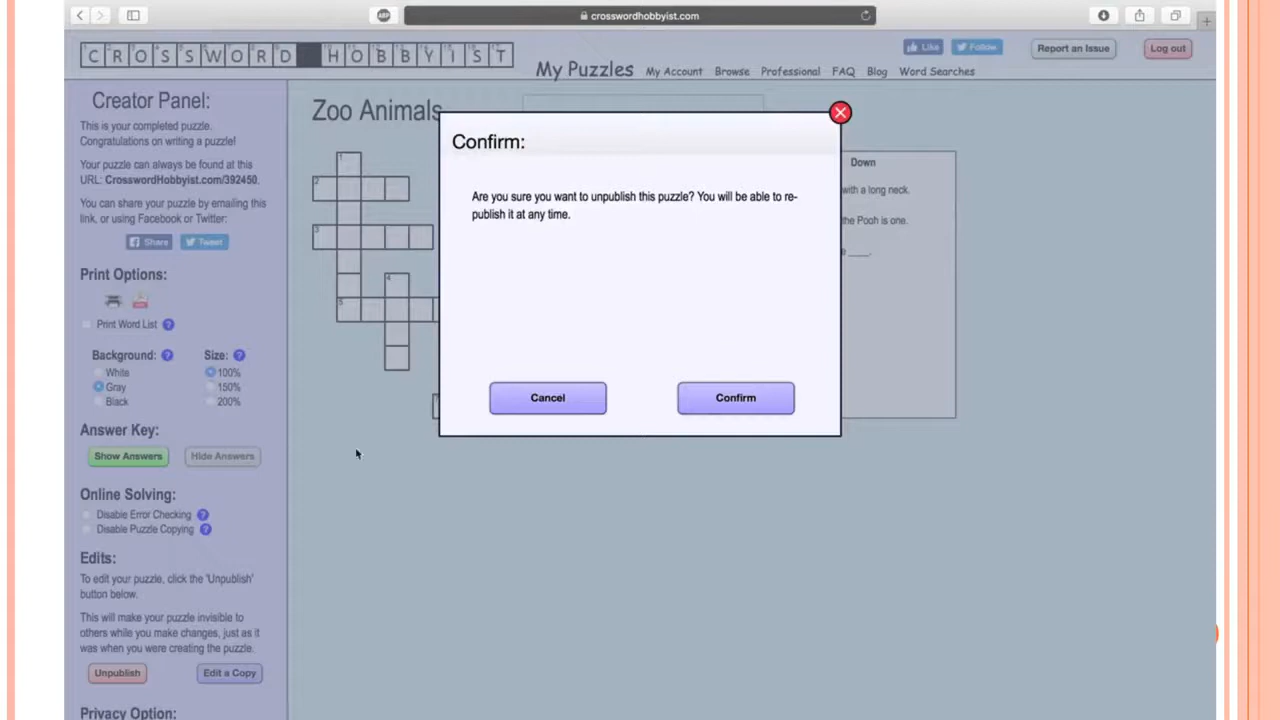 ABP
crosswordhobbyist.com
CROSSWORD HOBBYIST
Like
Follow
Report an Issue
Log out
My Puzzles
My Account
Browse
Professional
FAQ
Blog
Word Searches
Creator Panel:
This is your completed puzzle.
Congratulations on writing a puzzle!
Your puzzle can always be found at this
URL: CrosswordHobbyist.com/392450.
You can share your puzzle by emailing this
link, or using Facebook or Twitter:
Share
Tweet
Print Options:
Print Word List ?
Background: ?
Size: ?
White
100%
Gray
150%
Black
200%
Answer Key:
Show Answers
Hide Answers
Online Solving:
Disable Error Checking ?
Disable Puzzle Copying ?
Edits:
To edit your puzzle, click the 'Unpublish'
button below.
This will make your puzzle invisible to
others while you make changes, just as it
was when you were creating the puzzle.
Unpublish
Edit a Copy
Privacy Option:
Zoo Animals
1
2
3
4
5
Confirm:
Are you sure you want to unpublish this puzzle? You will be able to re-
publish it at any time.
Cancel
Confirm
Down
with a long neck.
the Pooh is one.